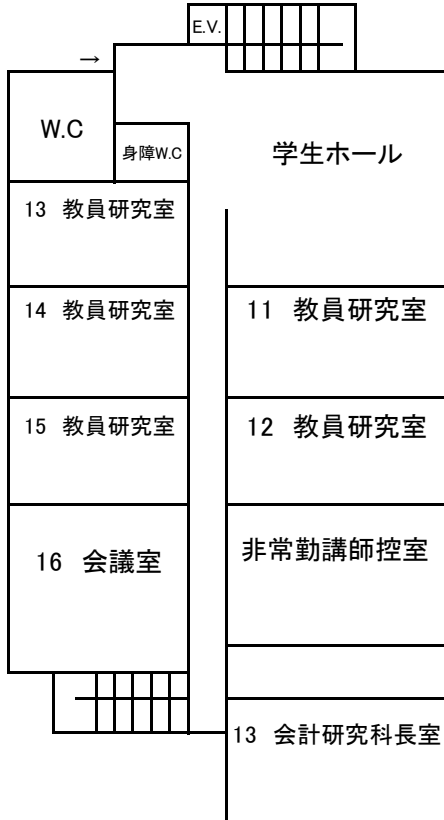 E.V.
→
W.C
身障W.C
学生ホール
13 教員研究室
14 教員研究室
11 教員研究室
15 教員研究室
12 教員研究室
16 会議室
非常勤講師控室
13 会計研究科長室